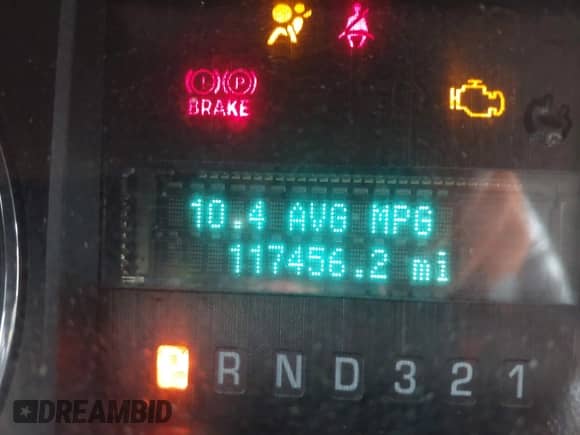 (!) (P)
BRAKE
10.4 AVG MPG
117456.2 mi
P R N D 3 2 1
DREAMBID